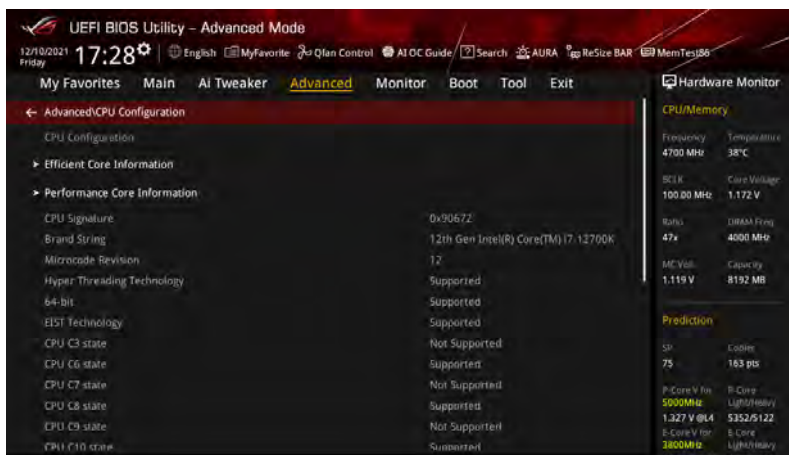 UEFI BIOS Utility – Advanced Mode
12/10/2021 Friday 17:28 English MyFavorite Qfan Control AI OC Guide ? Search AURA ReSize BAR MemTest86
My Favorites Main Ai Tweaker Advanced Monitor Boot Tool Exit
← Advanced\CPU Configuration
CPU Configuration
> Efficient Core Information
> Performance Core Information
CPU Signature 0x90672
Brand String 12th Gen Intel(R) Core(TM) i7-12700K
Microcode Revision 12
Hyper Threading Technology Supported
64-bit Supported
EIST Technology Supported
CPU C3 state Not Supported
CPU C6 state Supported
CPU C7 state Not Supported
CPU C8 state Supported
CPU C9 state Not Supported
CPU C10 state Supported
Hardware Monitor
CPU/Memory
Frequency Temperature
4700 MHz 38°C
BCLK Core Voltage
100.00 MHz 1.172 V
Ratio DRAM Freq.
47x 4000 MHz
MC Volt. Capacity
1.119 V 8192 MB
Prediction
SP Cooler
75 163 pts
P-Core V for P-Core
5000MHz Light/Heavy
1.327 V @L4 5352/5122
E-Core V for E-Core
3800MHz Light/Heavy